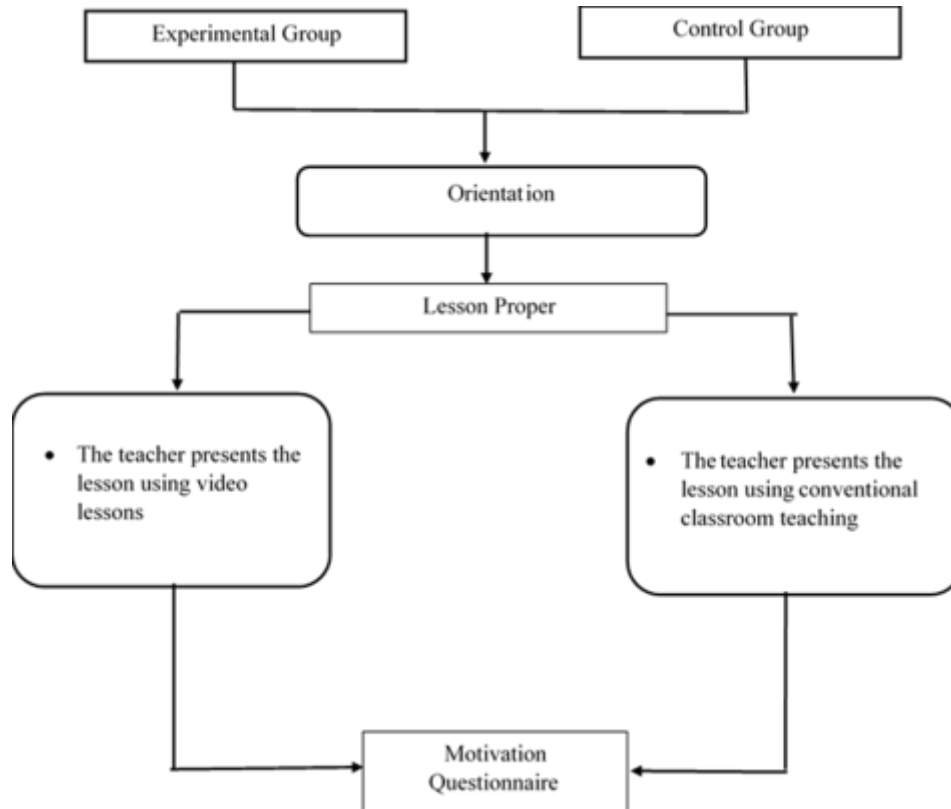 Experimental Group
Control Group
Orientation
Lesson Proper
• The teacher presents the
lesson using video
lessons
• The teacher presents the
lesson using conventional
classroom teaching
Motivation
Questionnaire